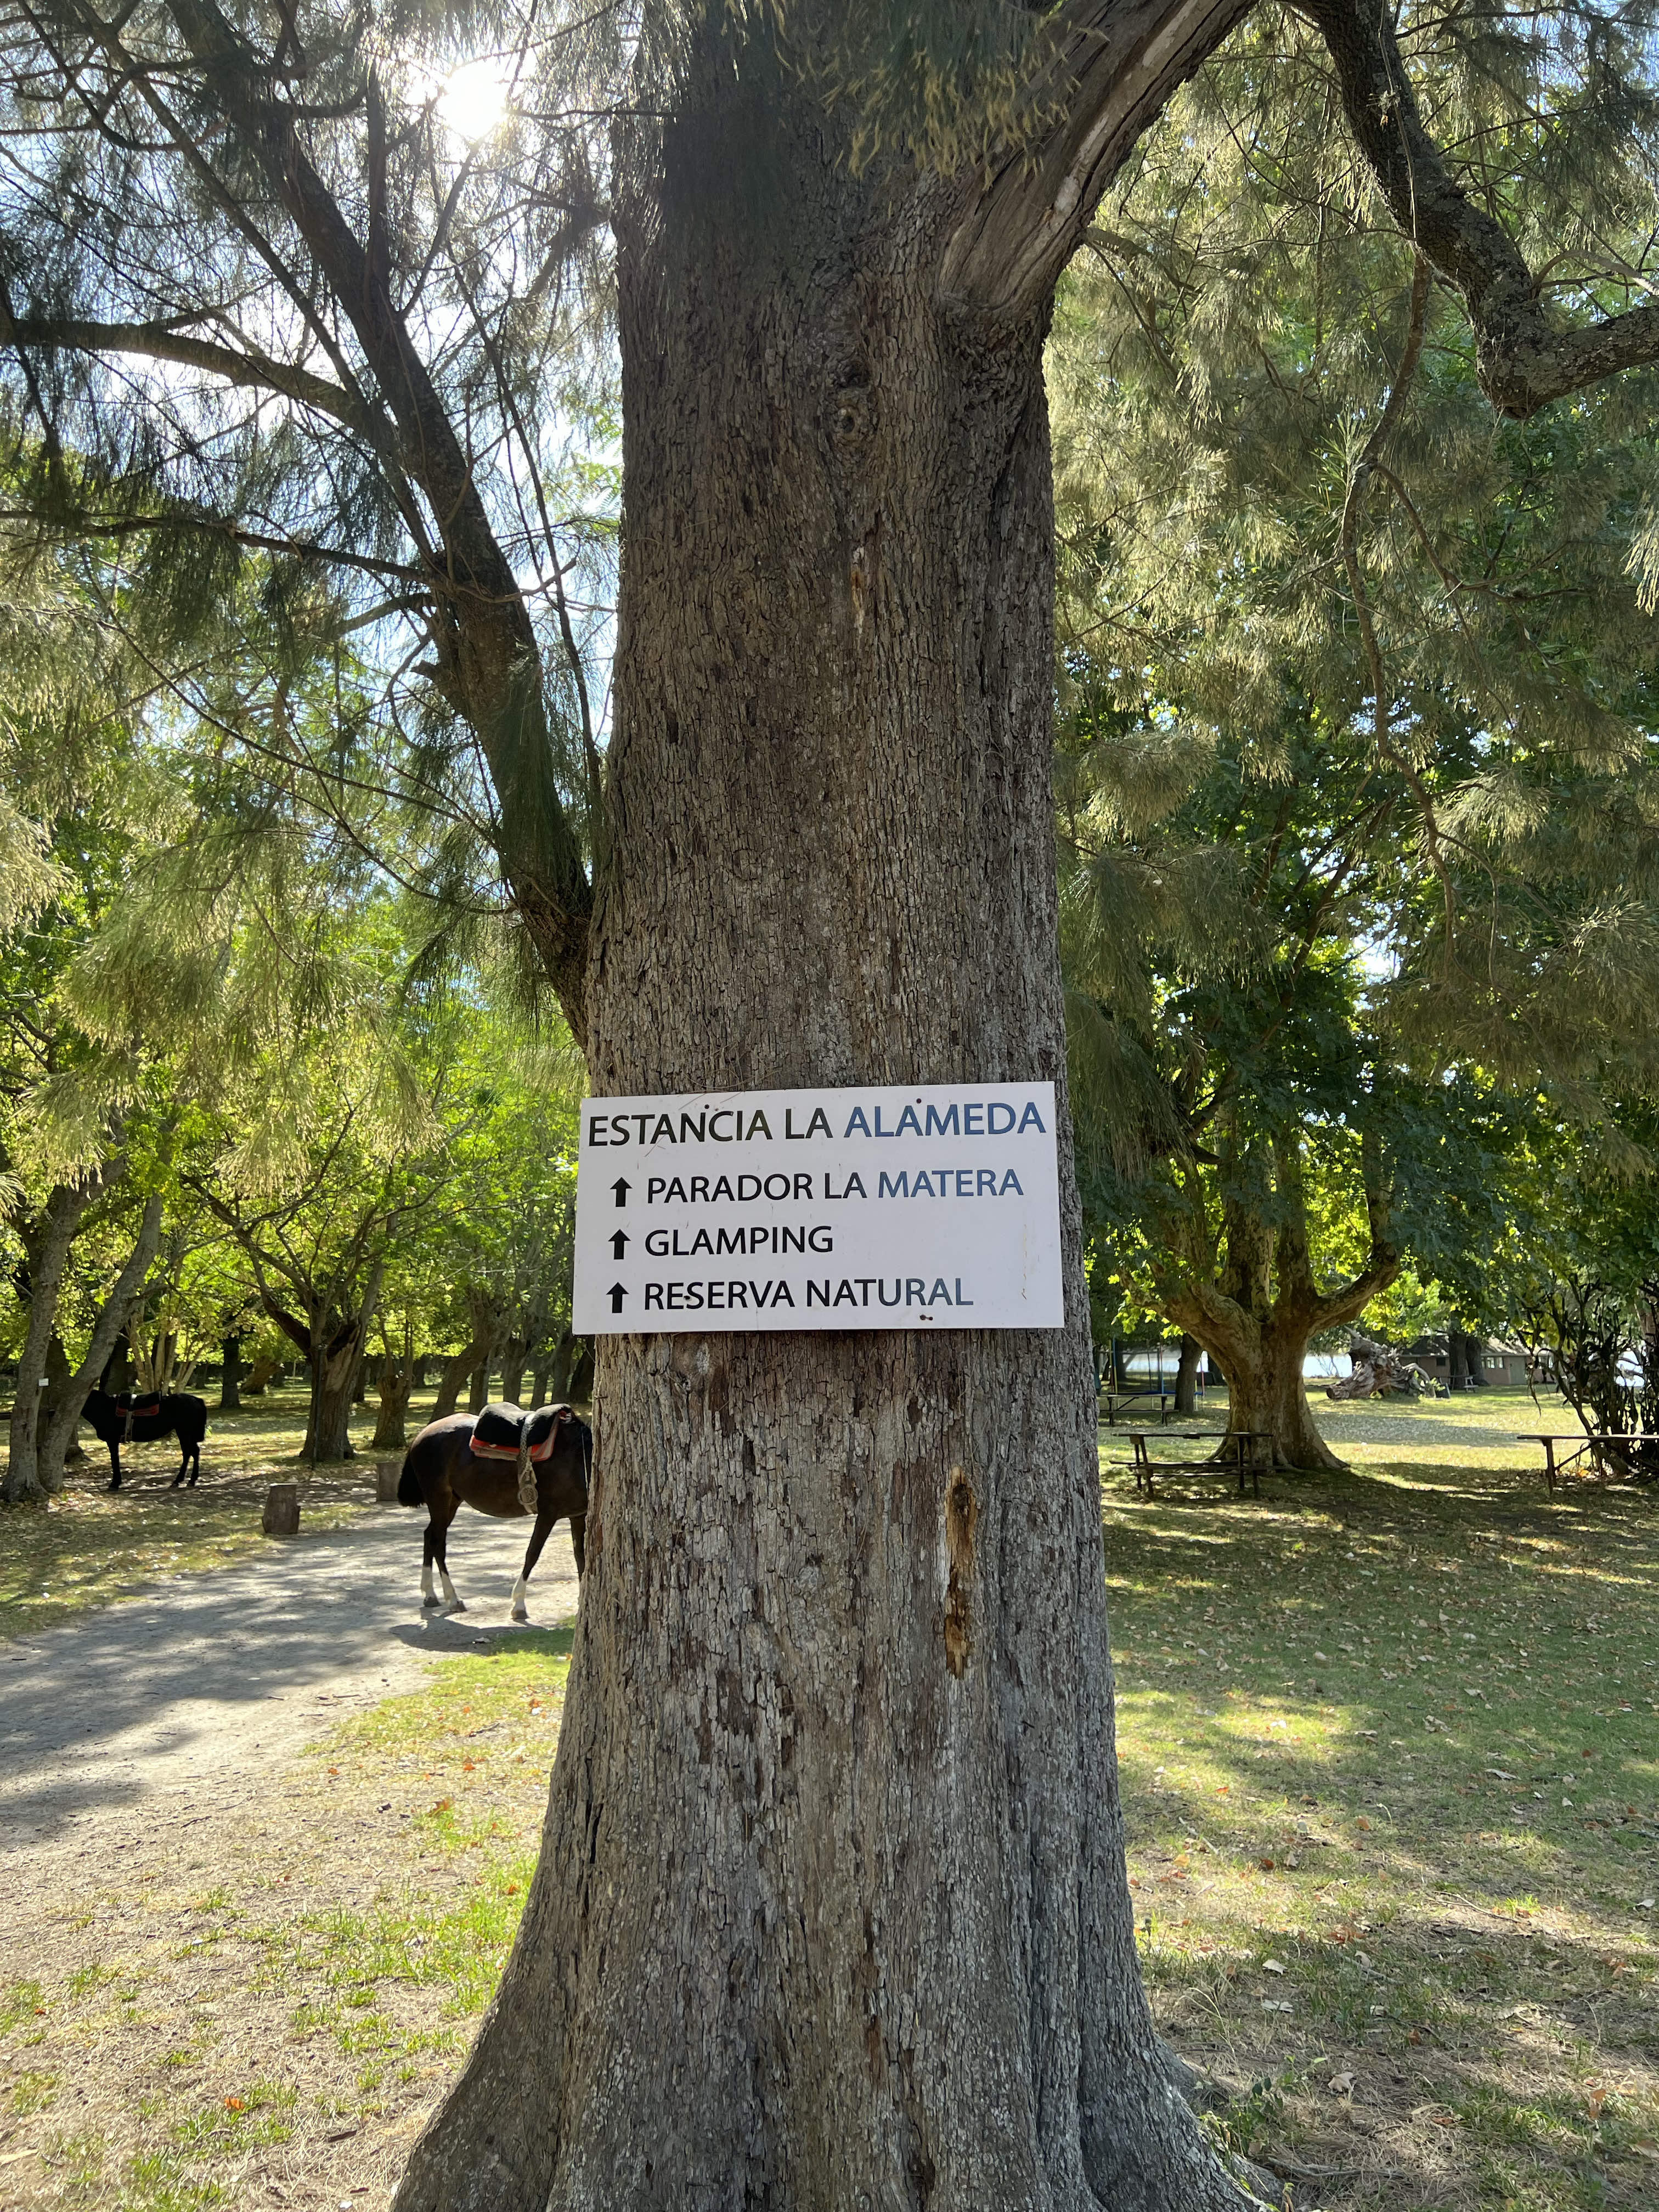 ESTANCIA LA ALAMEDA
↑ PARADOR LA MATERA
↑ GLAMPING
↑ RESERVA NATURAL